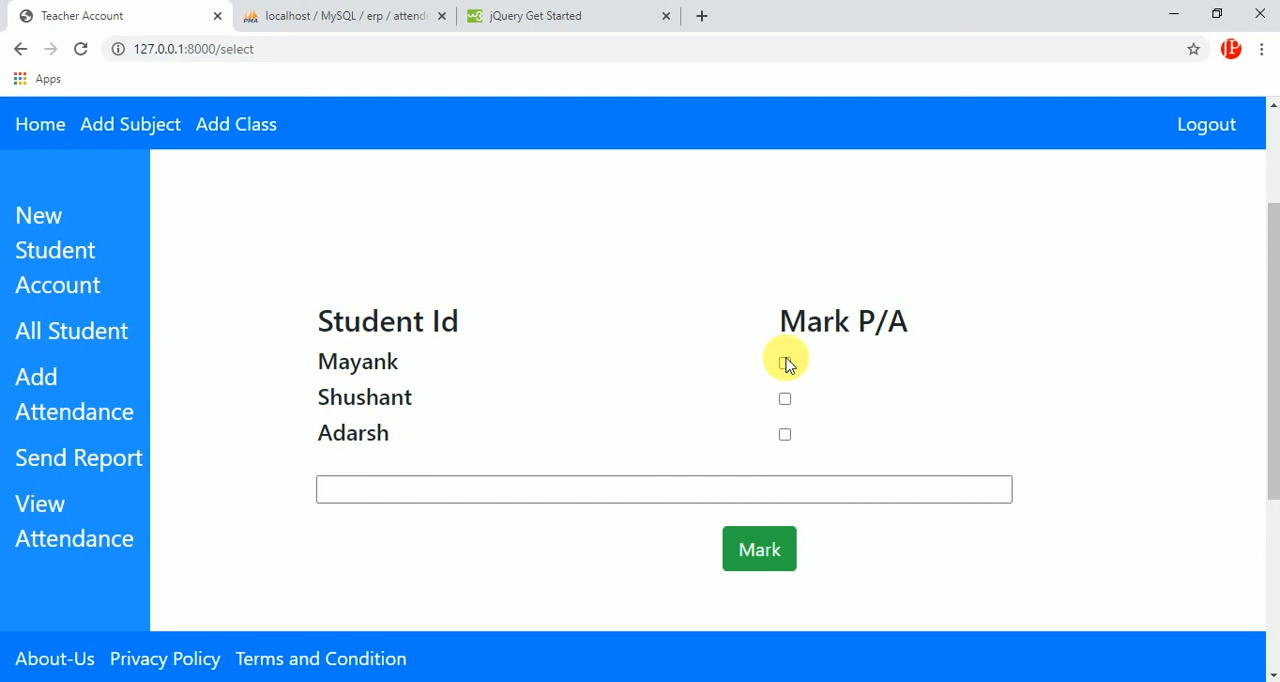 Teacher Account
localhost / MySQL / erp / attend
jQuery Get Started
127.0.0.1:8000/select
Apps
Home Add Subject Add Class Logout
New
Student
Account
All Student
Add
Attendance
Send Report
View
Attendance
Student Id Mark P/A
Mayank
Shushant
Adarsh
Mark
About-Us Privacy Policy Terms and Condition